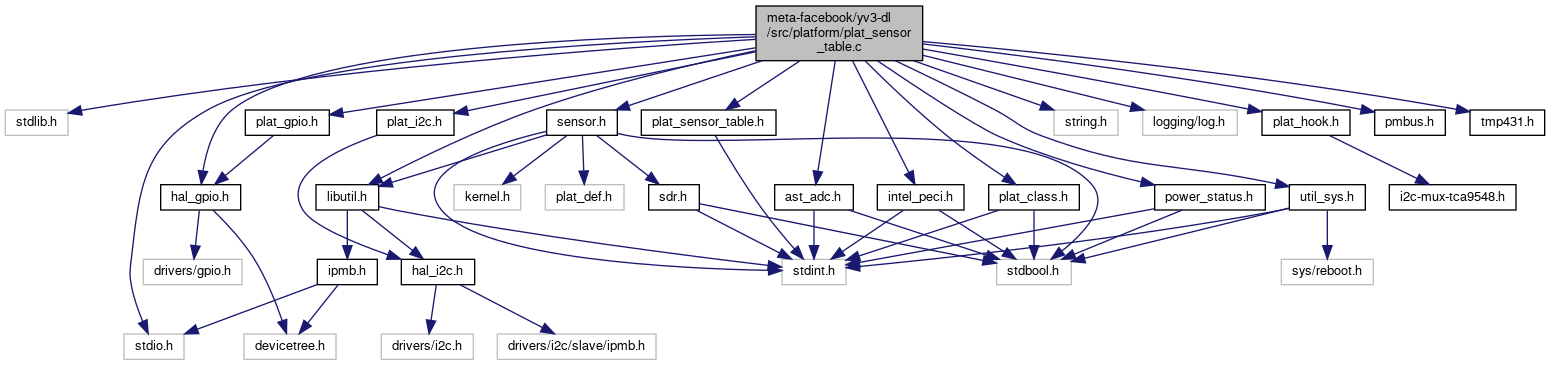 meta-facebook/yv3-dl
/src/platform/plat_sensor
_table.c
stdlib.h
plat_gpio.h
plat_i2c.h
sensor.h
plat_sensor_table.h
string.h
logging/log.h
plat_hook.h
pmbus.h
tmp431.h
hal_gpio.h
libutil.h
kernel.h
plat_def.h
sdr.h
ast_adc.h
intel_peci.h
plat_class.h
power_status.h
util_sys.h
i2c-mux-tca9548.h
drivers/gpio.h
ipmb.h
hal_i2c.h
stdint.h
stdbool.h
sys/reboot.h
stdio.h
devicetree.h
drivers/i2c.h
drivers/i2c/slave/ipmb.h